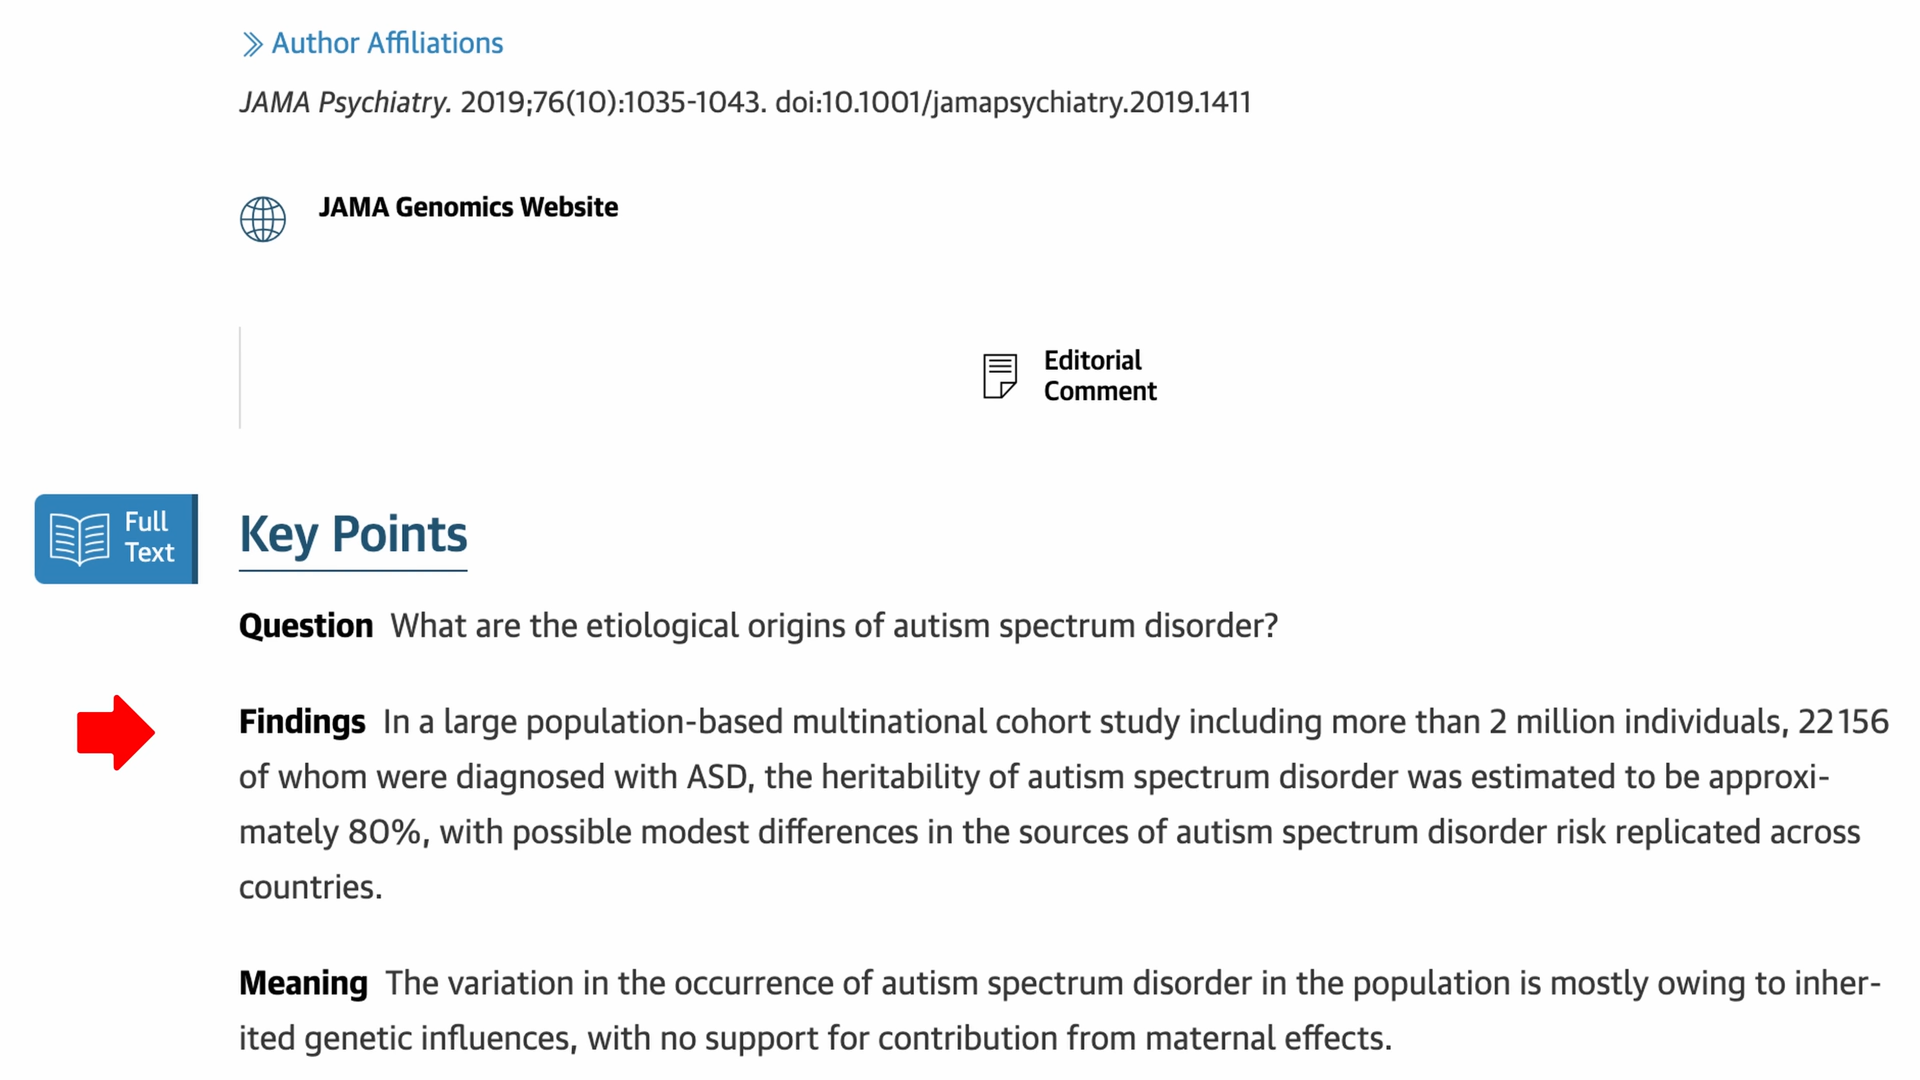 Author Affiliations
JAMA Psychiatry. 2019;76(10):1035-1043. doi:10.1001/jamapsychiatry.2019.1411
JAMA Genomics Website
Editorial
Comment
Full
Text
Key Points
Question What are the etiological origins of autism spectrum disorder?
Findings In a large population-based multinational cohort study including more than 2 million individuals, 22 156
of whom were diagnosed with ASD, the heritability of autism spectrum disorder was estimated to be approxi-
mately 80%, with possible modest differences in the sources of autism spectrum disorder risk replicated across
countries.
Meaning The variation in the occurrence of autism spectrum disorder in the population is mostly owing to inher-
ited genetic influences, with no support for contribution from maternal effects.